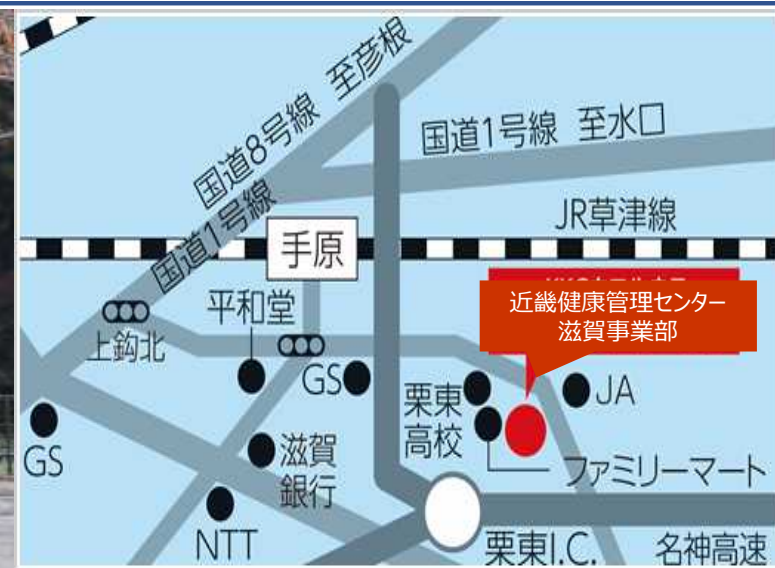 国道8号線 至彦根
国道1号線 至水口
国道1号線
JR草津線
手原
近畿健康管理センター
滋賀事業部
平和堂
上鈎北
GS
栗東
高校
JA
GS
滋賀
銀行
ファミリーマート
NTT
栗東I.C.
名神高速